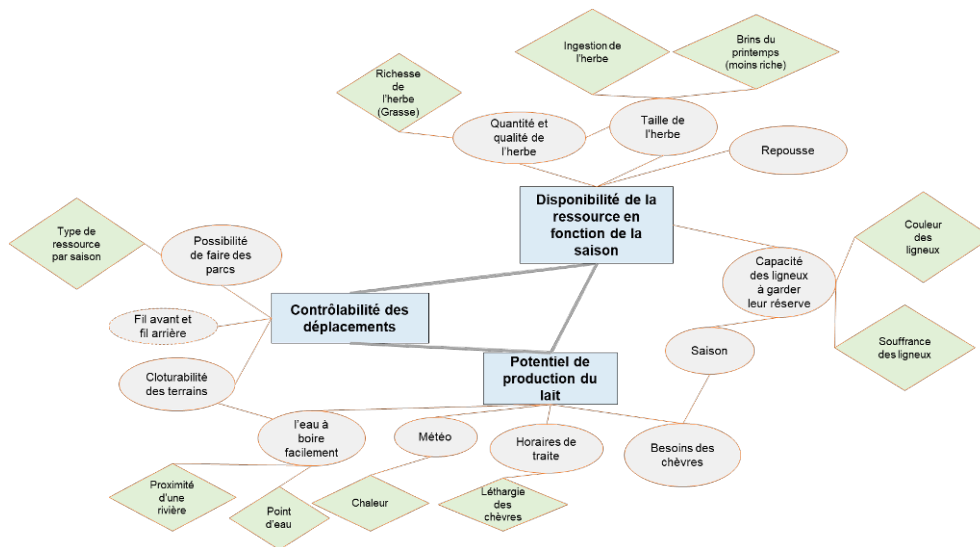 Ingestion de
l'herbe
Brins du
printemps
(moins riche)
Richesse
de
l'herbe
(Grasse)
Quantité et
qualité de
l'herbe
Taille de
l'herbe
Repousse
Disponibilité de la
ressource en
fonction de la
saison
Couleur
des
ligneux
Type de
ressource
par saison
Possibilité
de faire des
parcs
Capacité
des ligneux
à garder
leur réserve
Contrôlabilité des
déplacements
Fil avant et
fil arrière
Saison
Souffrance
des ligneux
Potentiel de
production du
lait
Cloturabilité
des terrains
l'eau à
boire
facilement
Météo
Horaires de
traite
Besoins des
chèvres
Proximité
d'une
rivière
Point
d'eau
Chaleur
Léthargie
des
chèvres